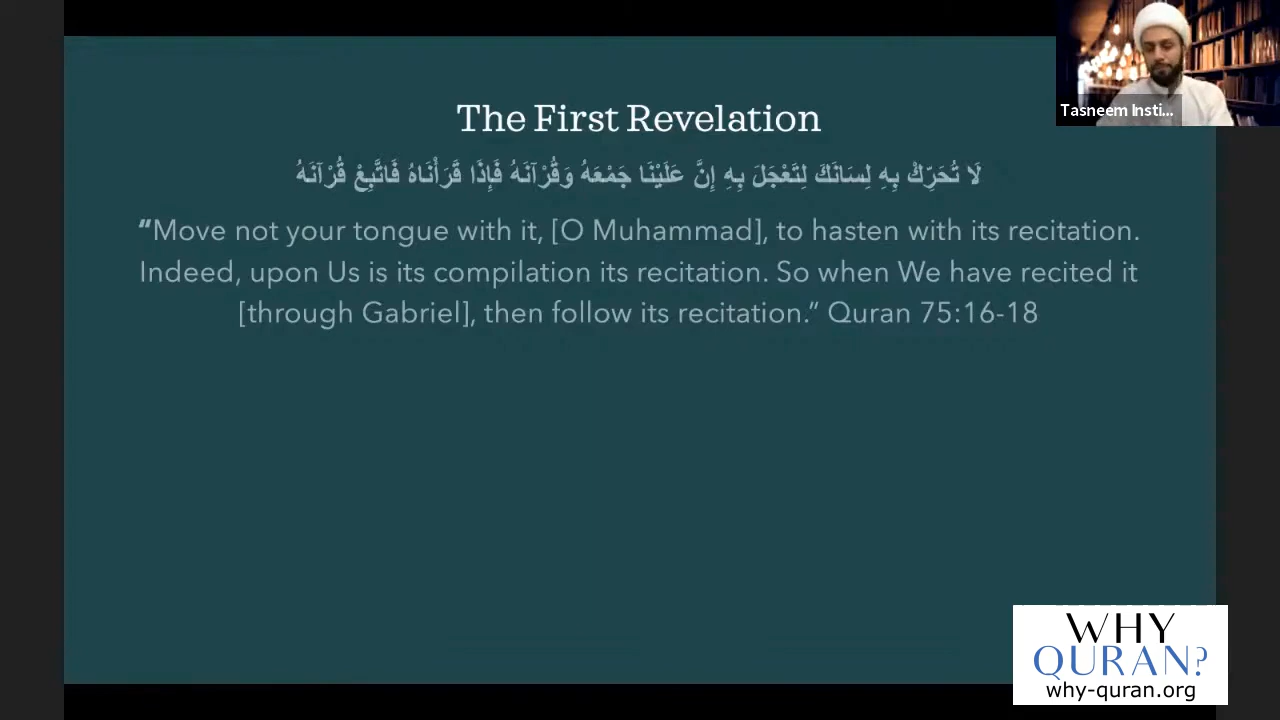 Tasneem Insti...
The First Revelation
لَا تُحَرِّكْ بِهِ لِسَانَكَ لِتَعْجَلَ بِهِ إِنَّ عَلَيْنَا جَمْعَهُ وَقُرْآنَهُ فَإِذَا قَرَأْنَاهُ فَاتَّبِعْ قُرْآنَهُ
“Move not your tongue with it, [O Muhammad], to hasten with its recitation.
Indeed, upon Us is its compilation its recitation. So when We have recited it
[through Gabriel], then follow its recitation.” Quran 75:16-18
WHY
QURAN?
why-quran.org